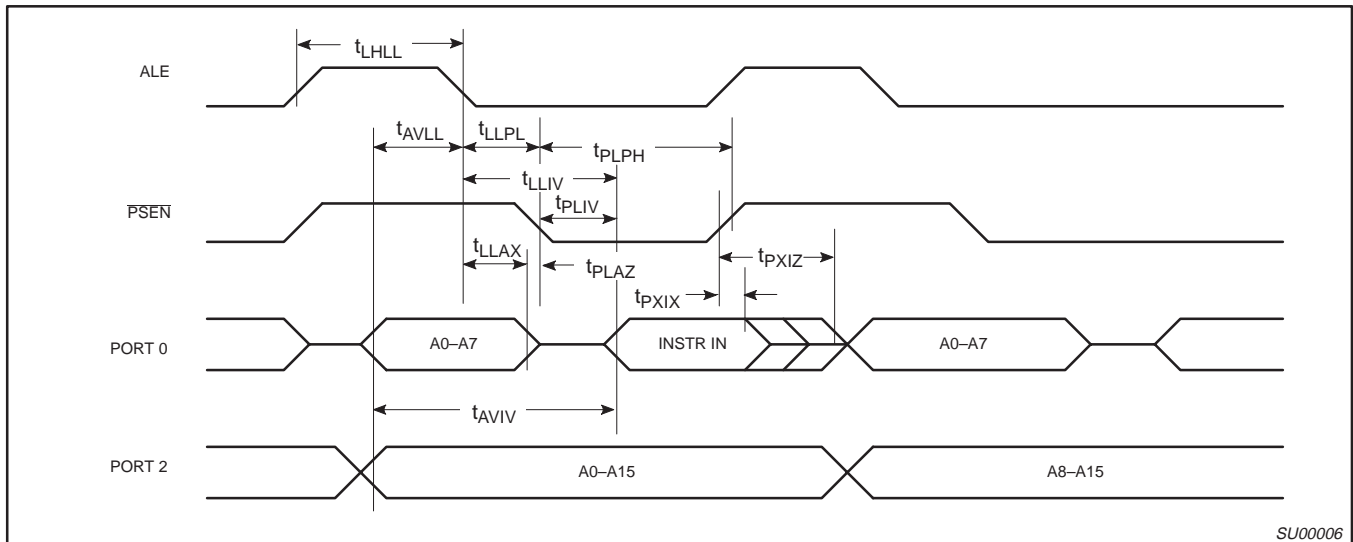 tLHLL
ALE
tAVLL tLLPL
tPLPH
tLLIV
PSEN
tPLIV
tLLAX
tPLAZ
tPXIZ
tPXIX
PORT 0 A0–A7 INSTR IN A0–A7
tAVIV
PORT 2 A0–A15 A8–A15
SU00006